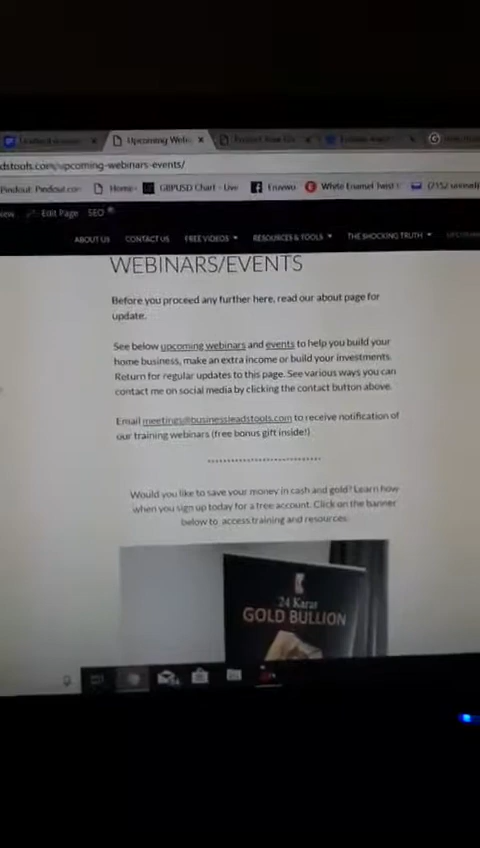 Upcoming Web
dstools.com/upcoming-webinars-events/
Home
GBPUSD Chart - Live
White Enamel Twist
Edit Page SEO
ABOUT US CONTACT US FREE VIDEOS RESOURCES & TOOLS THE SHOCKING TRUTH
WEBINARS/EVENTS
Before you proceed any further here, read our about page for
update.
See below upcoming webinars and events to help you build your
home business, make an extra income or build your investments.
Return for regular updates to this page. See various ways you can
contact me on social media by clicking the contact button above.
Email meetings@businessleadstools.com to receive notification of
our training webinars (free bonus gift inside!)
Would you like to save your money in cash and gold? Learn how
when you sign up today for a free account. Click on the banner
below to access training and resources.
24 Karat
GOLD BULLION